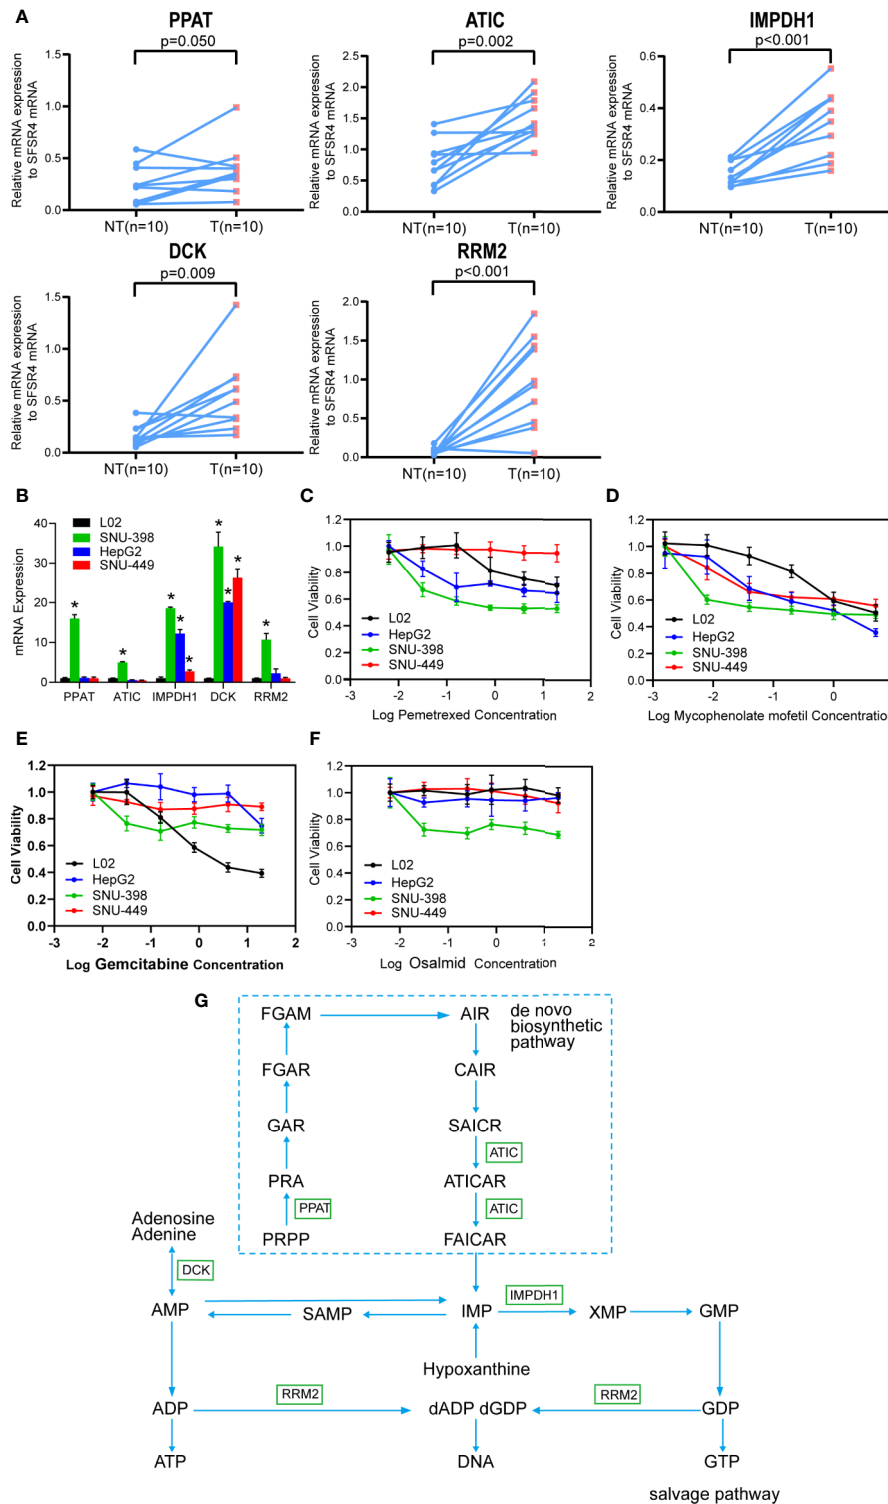 A
PPAT
p=0.050
Relative mRNA expression
to SFSR4 mRNA
1.5
1.0
0.5
0.0
NT(n=10) T(n=10)
ATIC
p=0.002
Relative mRNA expression
to SFSR4 mRNA
2.5
2.0
1.5
1.0
0.5
0.0
NT(n=10) T(n=10)
IMPDH1
p<0.001
Relative mRNA expression
to SFSR4 mRNA
0.6
0.4
0.2
0.0
NT(n=10) T(n=10)
DCK
p=0.009
Relative mRNA expression
to SFSR4 mRNA
1.5
1.0
0.5
0.0
NT(n=10) T(n=10)
RRM2
p<0.001
Relative mRNA expression
to SFSR4 mRNA
2.0
1.5
1.0
0.5
0.0
NT(n=10) T(n=10)
B
mRNA Expression
40
30
20
10
0
L02
SNU-398
HepG2
SNU-449
* * * * * * * * *
PPAT ATIC IMPDH1 DCK RRM2
C
Cell Viability
1.2
1.0
0.8
0.6
0.4
0.2
0.0
L02
HepG2
SNU-398
SNU-449
-3 -2 -1 0 1 2
Log Pemetrexed Concentration
D
Cell Viability
1.2
1.0
0.8
0.6
0.4
0.2
0.0
L02
HepG2
SNU-398
SNU-449
-3 -2 -1 0 1
Log Mycophenolate mofetil Concentration
E
Cell Viability
1.2
1.0
0.8
0.6
0.4
0.2
0.0
L02
HepG2
SNU-398
SNU-449
-3 -2 -1 0 1 2
Log Gemcitabine Concentration
F
Cell Viability
1.2
1.0
0.8
0.6
0.4
0.2
0.0
L02
HepG2
SNU-398
SNU-449
-3 -2 -1 0 1 2
Log Osalmid Concentration
G
FGAM AIR
de novo
biosynthetic
pathway
FGAR CAIR
GAR SAICR
ATIC
PRA ATICAR
PPAT ATIC
PRPP FAICAR
Adenosine
Adenine
DCK
IMPDH1
AMP SAMP IMP XMP GMP
Hypoxanthine
RRM2 RRM2
ADP dADP dGDP GDP
ATP DNA GTP
salvage pathway